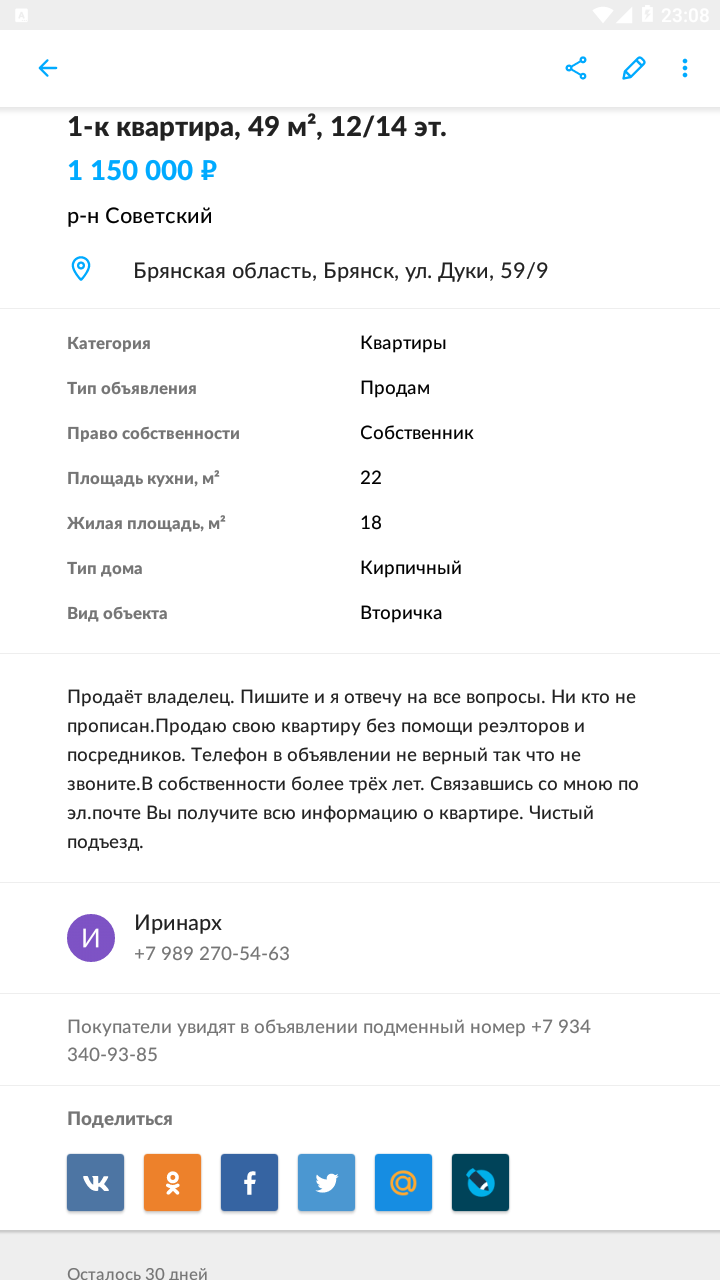 23:08
1-к квартира, 49 м², 12/14 эт.
1 150 000 ₽
р-н Советский
Брянская область, Брянск, ул. Дуки, 59/9
Категория Квартиры
Тип объявления Продам
Право собственности Собственник
Площадь кухни, м² 22
Жилая площадь, м² 18
Тип дома Кирпичный
Вид объекта Вторичка
Продаёт владелец. Пишите и я отвечу на все вопросы. Ни кто не
прописан.Продаю свою квартиру без помощи реэлторов и
посредников. Телефон в объявлении не верный так что не
звоните.В собственности более трёх лет. Связавшись со мною по
эл.почте Вы получите всю информацию о квартире. Чистый
подъезд.
И
Иринарх
+7 989 270-54-63
Покупатели увидят в объявлении подменный номер +7 934
340-93-85
Поделиться
Осталось 30 дней